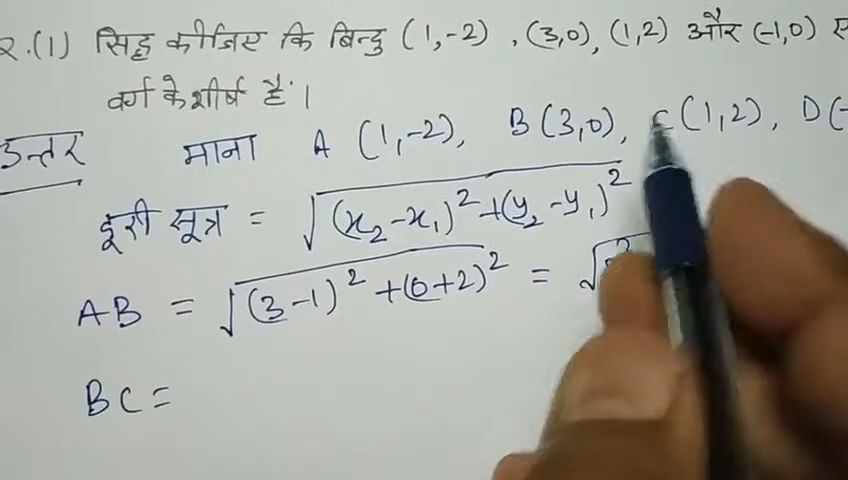 २.(1) सिद्ध कीजिए कि बिन्दु (1,-2), (3,0), (1,2) और (-1,0)
वर्ग के शीर्ष हैं।
उत्तर माना A (1,-2), B (3,0), C (1,2), D (-
दूरी सूत्र = √(x₂-x₁)²+(y₂-y₁)²
AB = √(3-1)²+(0+2)² = √
BC =